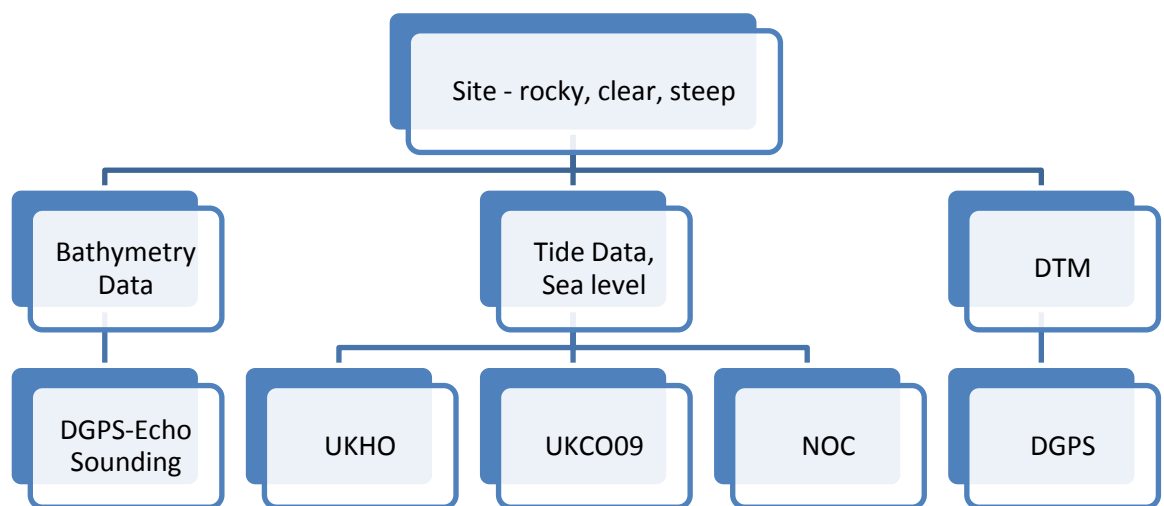 Site - rocky, clear, steep
Bathymetry
Data
Tide Data,
Sea level
DTM
DGPS-Echo
Sounding
UKHO
UKCO09
NOC
DGPS